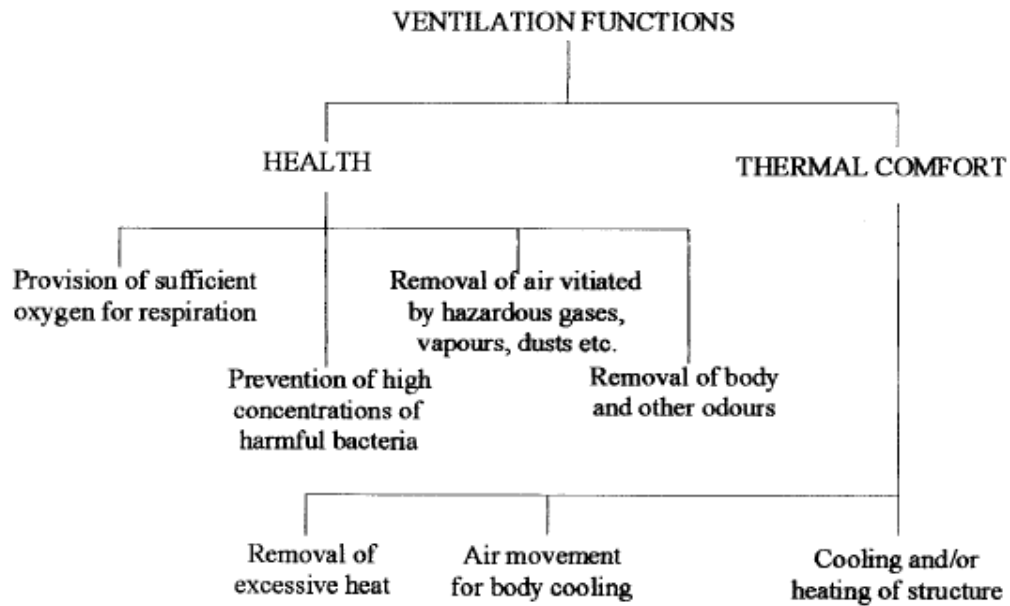 VENTILATION FUNCTIONS
HEALTH
THERMAL COMFORT
Provision of sufficient
oxygen for respiration
Removal of air vitiated
by hazardous gases,
vapours, dusts etc.
Prevention of high
concentrations of
harmful bacteria
Removal of body
and other odours
Removal of
excessive heat
Air movement
for body cooling
Cooling and/or
heating of structure